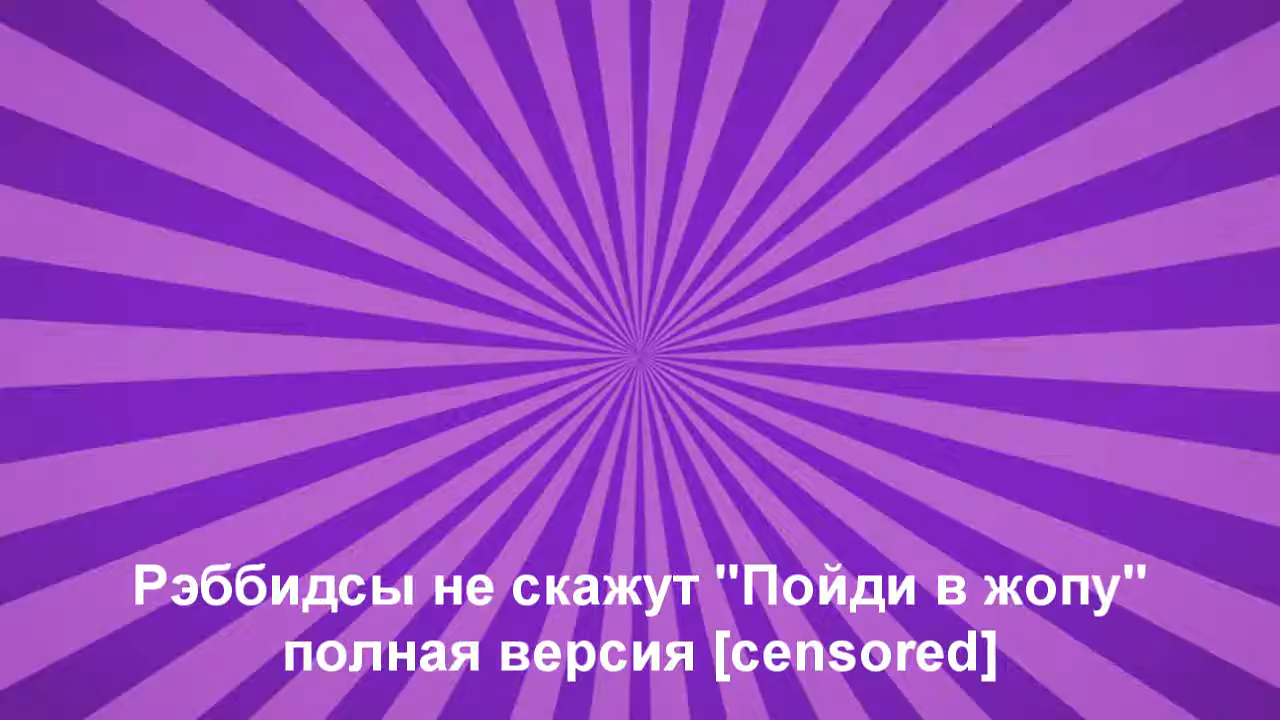 Рэббидсы не скажут "Пойди в жопу"
полная версия [censored]